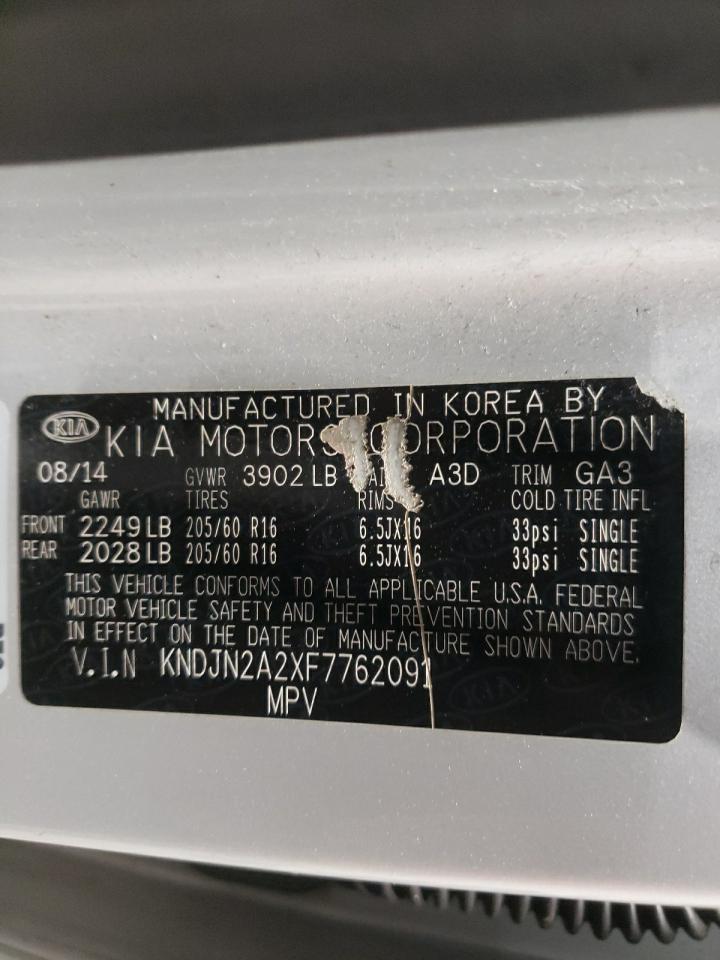 MANUFACTURED IN KOREA BY
KIA KIA MOTORS CORPORATION
08/14 GVWR 3902 LB A3D TRIM GA3
GAWR TIRES RIMS COLD TIRE INFL
FRONT 2249 LB 205/60 R16 6.5JX16 33psi SINGLE
REAR 2028 LB 205/60 R16 6.5JX16 33psi SINGLE
THIS VEHICLE CONFORMS TO ALL APPLICABLE U.S.A. FEDERAL
MOTOR VEHICLE SAFETY AND THEFT PREVENTION STANDARDS
IN EFFECT ON THE DATE OF MANUFACTURE SHOWN ABOVE.
V.I.N KNDJN2A2XF7762091
MPV